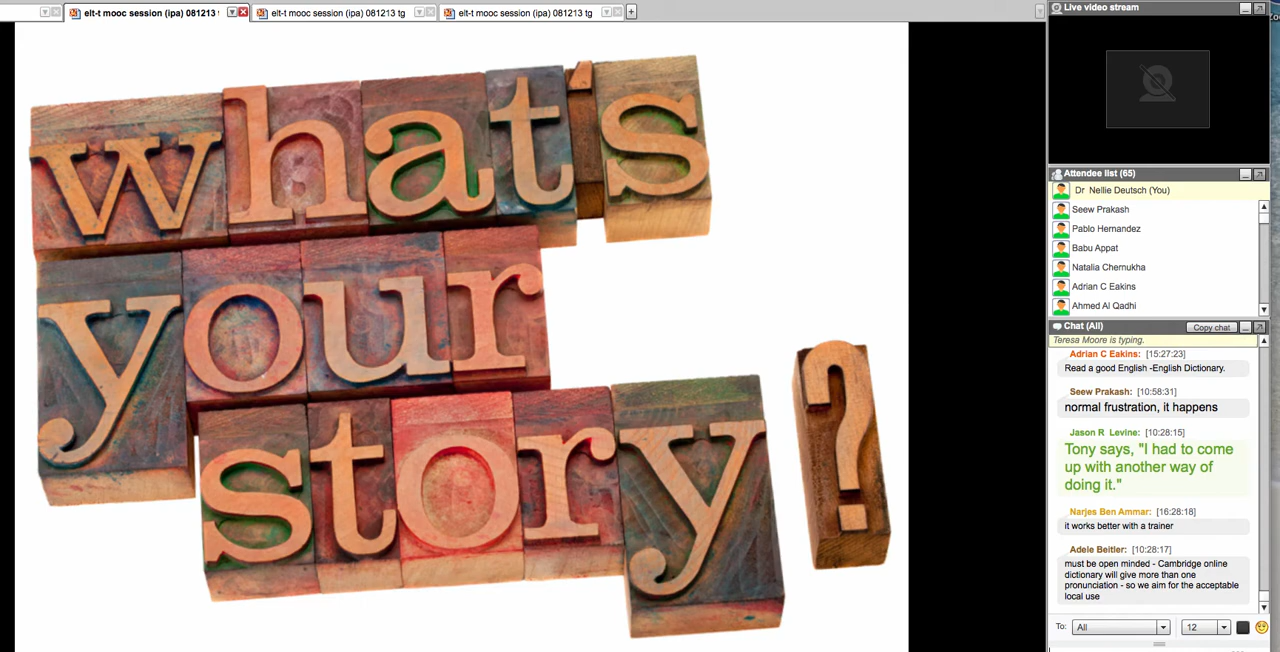 elt-t mooc session (ipa) 081213
elt-t mooc session (ipa) 081213 tg
elt-t mooc session (ipa) 081213 tg
+
what's
your
story?
Live video stream
Attendee list (65)
Dr Nellie Deutsch (You)
Seew Prakash
Pablo Hernandez
Babu Appat
Natalia Chernukha
Adrian C Eakins
Ahmed Al Qadhi
Chat (All)
Copy chat
Teresa Moore is typing.
Adrian C Eakins: [15:27:23]
Read a good English -English Dictionary.
Seew Prakash: [10:58:31]
normal frustration, it happens
Jason R Levine: [10:28:15]
Tony says, "I had to come
up with another way of
doing it."
Narjes Ben Ammar: [16:28:18]
it works better with a trainer
Adele Beitler: [10:28:17]
must be open minded - Cambridge online
dictionary will give more than one
pronunciation - so we aim for the acceptable
local use
To: All 12